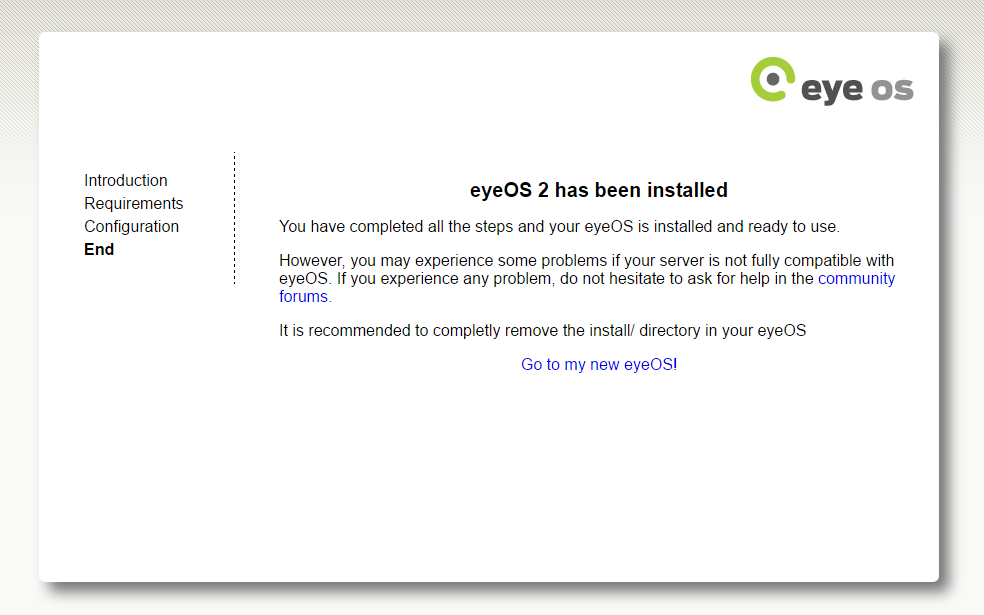 eye os
Introduction
Requirements
Configuration
End
eyeOS 2 has been installed
You have completed all the steps and your eyeOS is installed and ready to use.
However, you may experience some problems if your server is not fully compatible with
eyeOS. If you experience any problem, do not hesitate to ask for help in the community
forums.
It is recommended to completly remove the install/ directory in your eyeOS
Go to my new eyeOS!